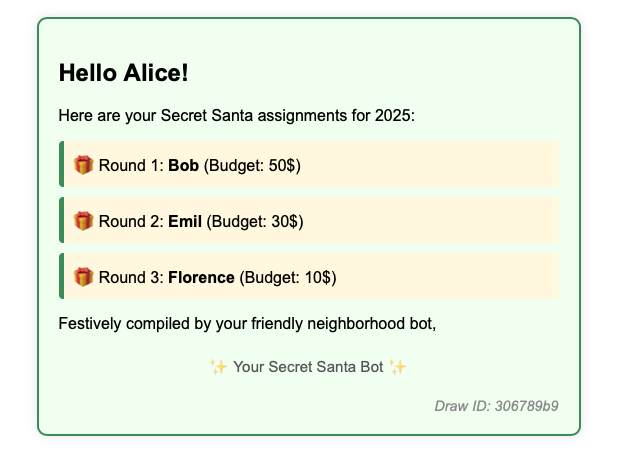 Hello Alice!
Here are your Secret Santa assignments for 2025:
🎁 Round 1: Bob (Budget: 50$)
🎁 Round 2: Emil (Budget: 30$)
🎁 Round 3: Florence (Budget: 10$)
Festively compiled by your friendly neighborhood bot,
✨ Your Secret Santa Bot ✨
Draw ID: 306789b9